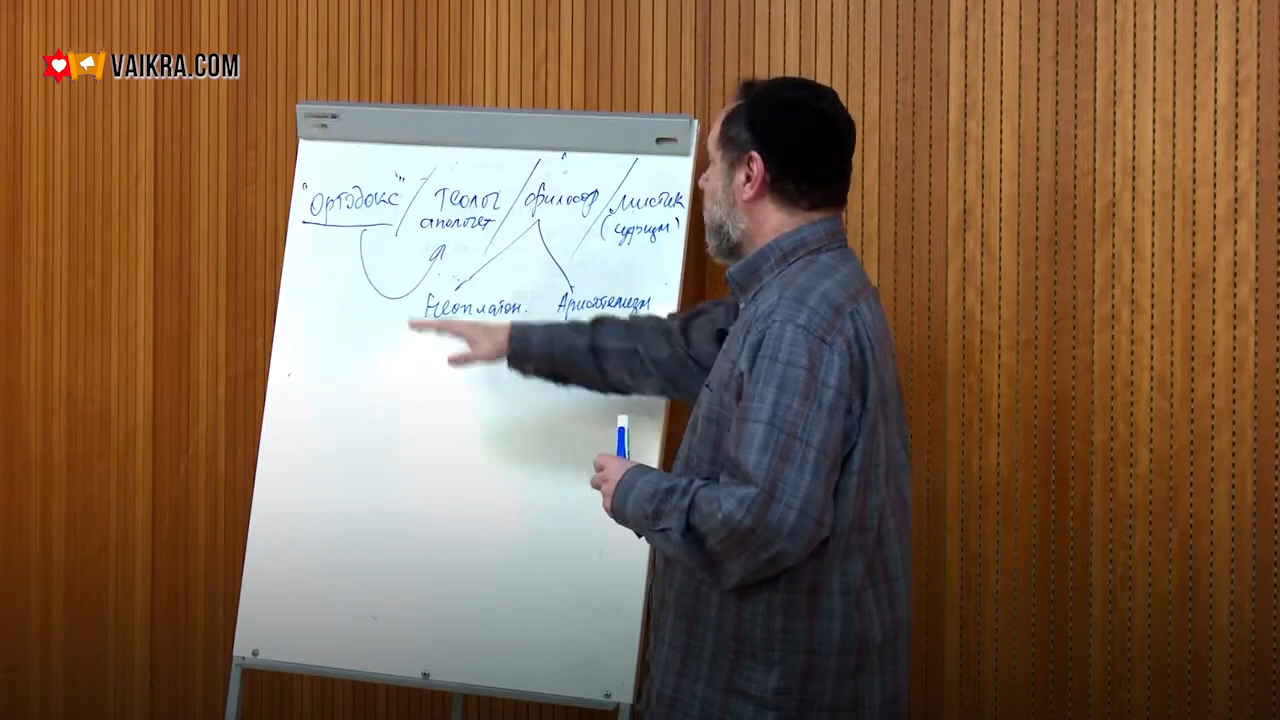 VAIKRA.COM
"Ортодокс" / Теолог / философ / Мистик
апологет (суфизм)
Неоплатон. Аристотелизм